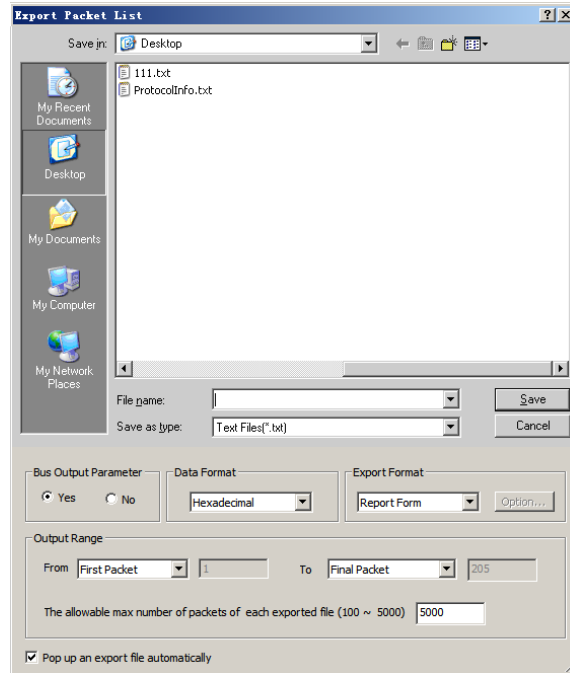 Export Packet List
Save in: Desktop
111.txt
ProtocolInfo.txt
My Recent
Documents
Desktop
My Documents
My Computer
My Network
Places
File name: Save
Save as type: Text Files(*.txt) Cancel
Bus Output Parameter Data Format Export Format
Yes No Hexadecimal Report Form Option...
Output Range
From First Packet 1 To Final Packet 205
The allowable max number of packets of each exported file (100 ~ 5000) 5000
Pop up an export file automatically